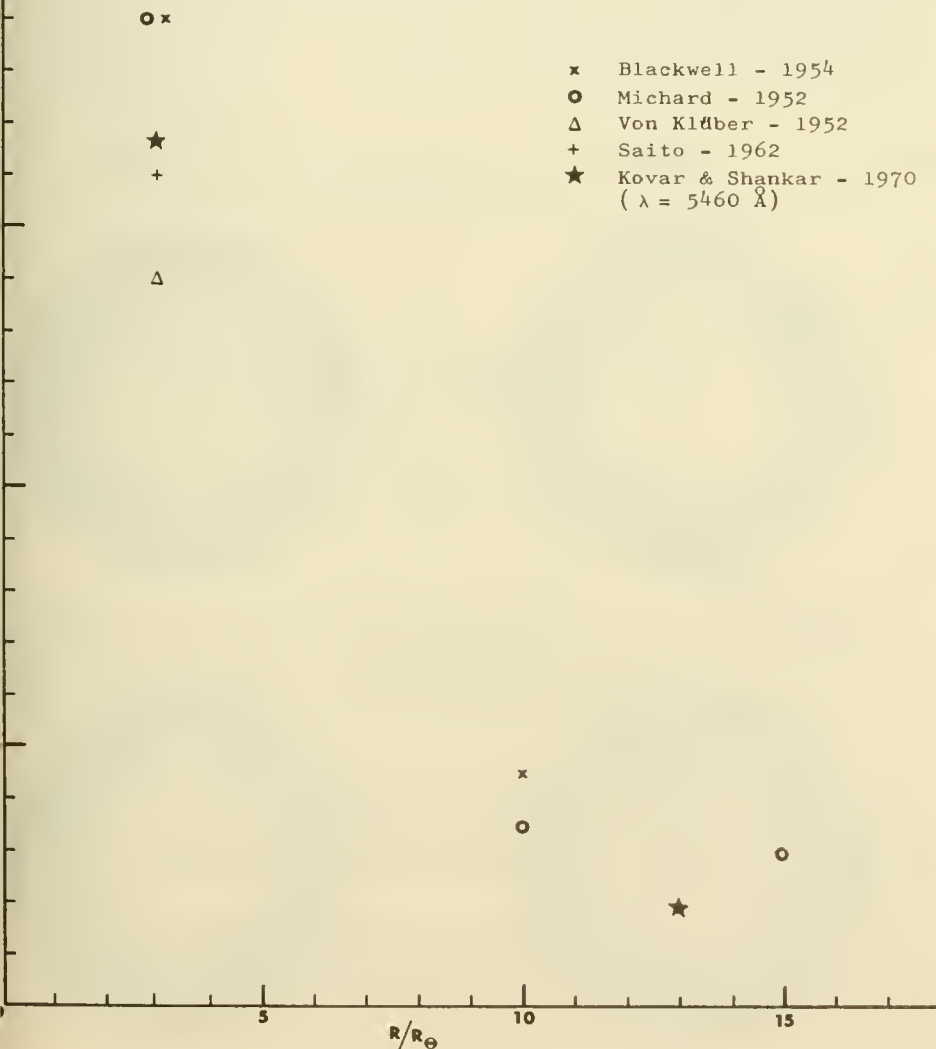 x Blackwell - 1954
o Michard - 1952
Δ Von Klüber - 1952
+ Saito - 1962
★ Kovar & Shankar - 1970
( λ = 5460 Å)
5 10 15
R/R⊙